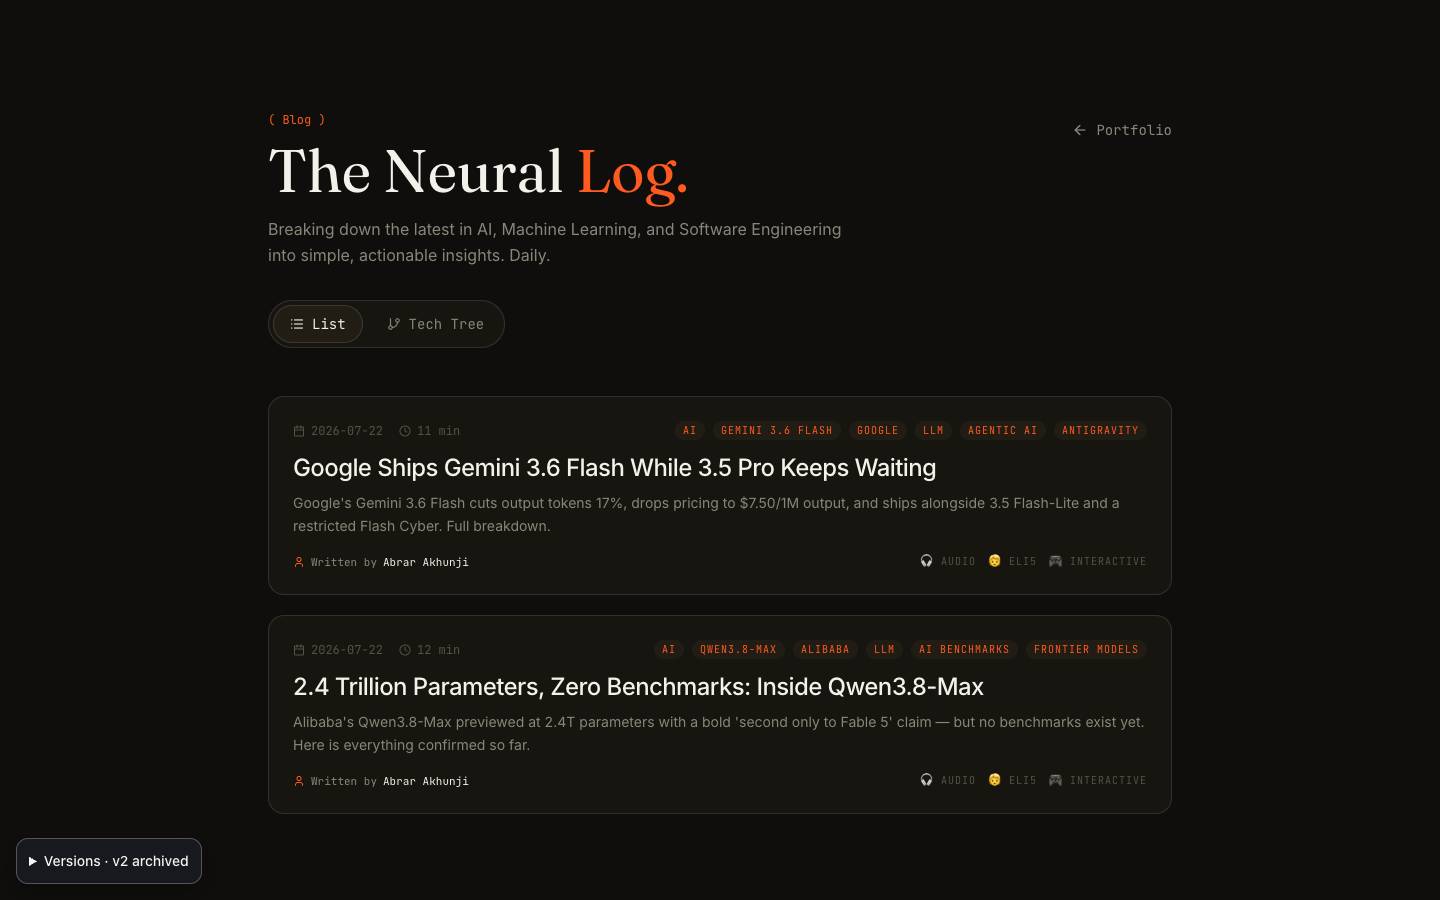 ( Blog )
Portfolio
The Neural Log.
Breaking down the latest in AI, Machine Learning, and Software Engineering
into simple, actionable insights. Daily.
List
Tech Tree
2026-07-22 11 min
AI GEMINI 3.6 FLASH GOOGLE LLM AGENTIC AI ANTIGRAVITY
Google Ships Gemini 3.6 Flash While 3.5 Pro Keeps Waiting
Google's Gemini 3.6 Flash cuts output tokens 17%, drops pricing to $7.50/1M output, and ships alongside 3.5 Flash-Lite and a
restricted Flash Cyber. Full breakdown.
Written by Abrar Akhunji
AUDIO ELI5 INTERACTIVE
2026-07-22 12 min
AI QWEN3.8-MAX ALIBABA LLM AI BENCHMARKS FRONTIER MODELS
2.4 Trillion Parameters, Zero Benchmarks: Inside Qwen3.8-Max
Alibaba's Qwen3.8-Max previewed at 2.4T parameters with a bold 'second only to Fable 5' claim — but no benchmarks exist yet.
Here is everything confirmed so far.
Written by Abrar Akhunji
AUDIO ELI5 INTERACTIVE
Versions · v2 archived